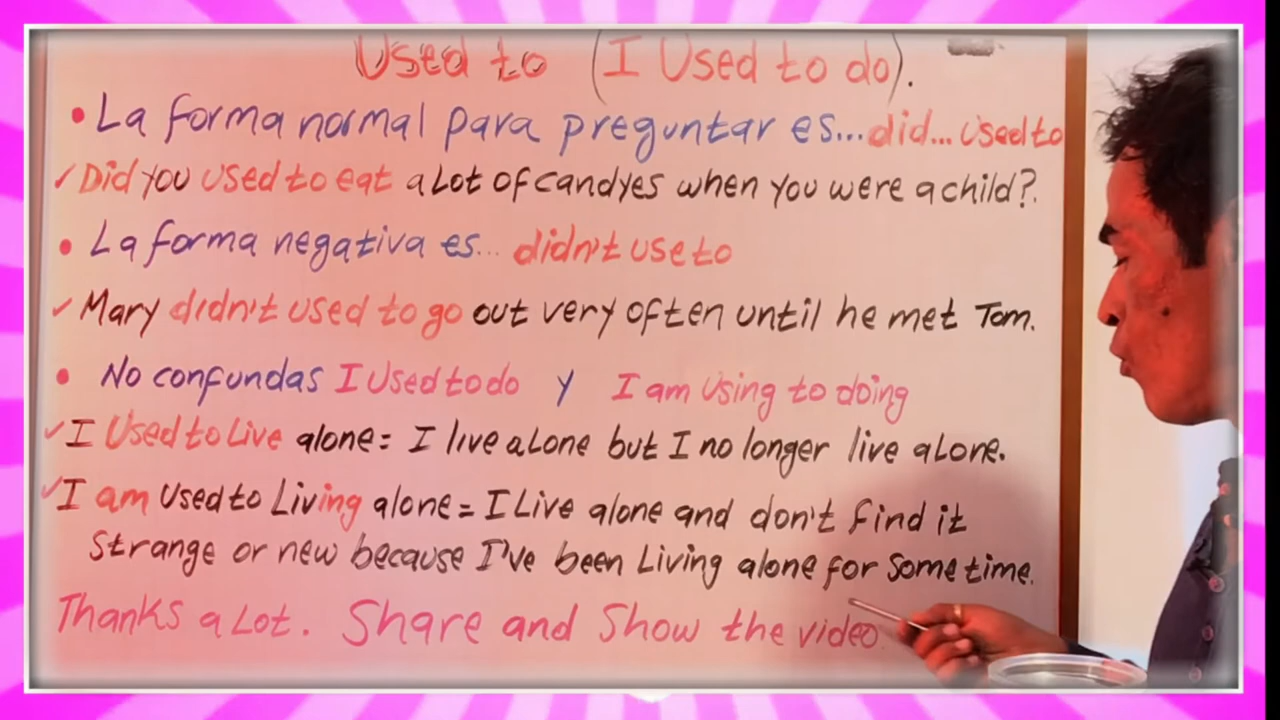 Used to (I Used to do).
• La forma normal para preguntar es... did... used to
✓ Did you used to eat a Lot of candyes when you were a child?.
• La forma negativa es... didn't use to
✓ Mary didn't used to go out very often until he met Tom.
• No confundas I Used to do y I am Using to doing
✓ I Used to Live alone = I live aLone but I no longer live aLone.
✓ I am Used to Living alone = I Live alone and don't find it
Strange or new because I've been Living alone for Some time.
Thanks a Lot. Share and Show the video